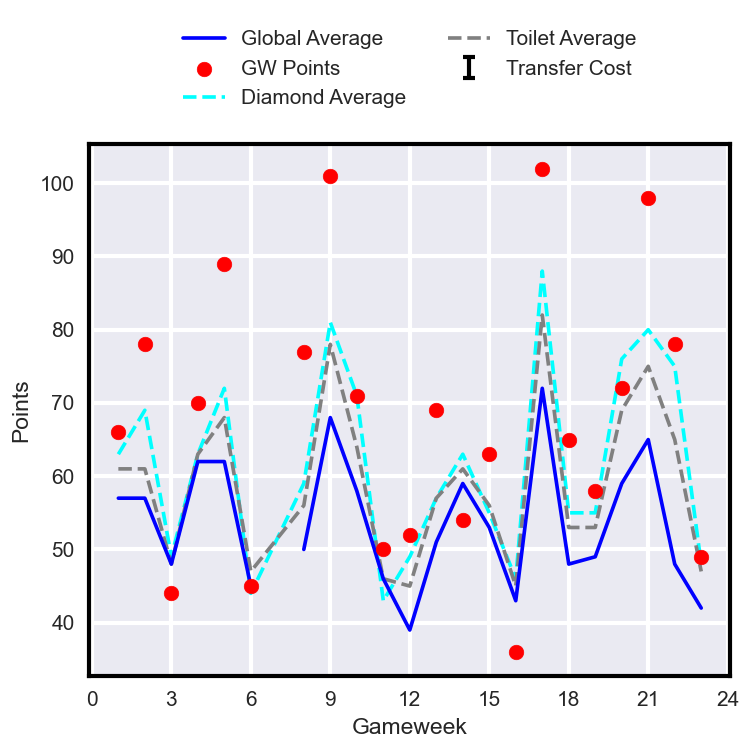 Global Average
GW Points
Diamond Average
Toilet Average
Transfer Cost
100
90
80
70
60
50
40
Points
0 3 6 9 12 15 18 21 24
Gameweek